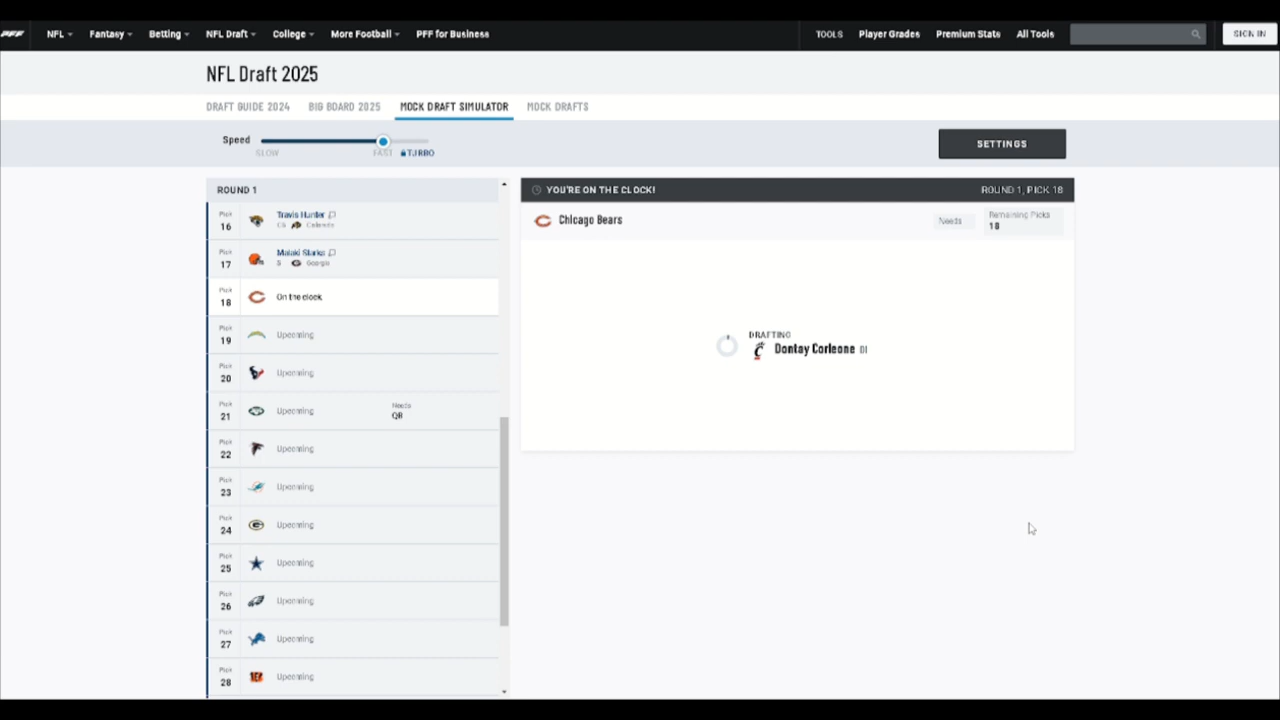 PFF NFL Fantasy Betting NFL Draft College More Football PFF for Business TOOLS Player Grades Premium Stats All Tools SIGN IN
NFL Draft 2025
DRAFT GUIDE 2024 BIG BOARD 2025 MOCK DRAFT SIMULATOR MOCK DRAFTS
Speed
SLOW FAST TURBO
SETTINGS
ROUND 1
Pick 16 Travis Hunter
Colorado
Pick 17 Malaki Starks
S Georgia
Pick 18 On the clock
Pick 19 Upcoming
Pick 20 Upcoming
Pick 21 Upcoming Needs QB
Pick 22 Upcoming
Pick 23 Upcoming
Pick 24 Upcoming
Pick 25 Upcoming
Pick 26 Upcoming
Pick 27 Upcoming
Pick 28 Upcoming
YOU'RE ON THE CLOCK! ROUND 1, PICK 18
Chicago Bears Needs Remaining Picks
18
DRAFTING
Dontay Corleone DI